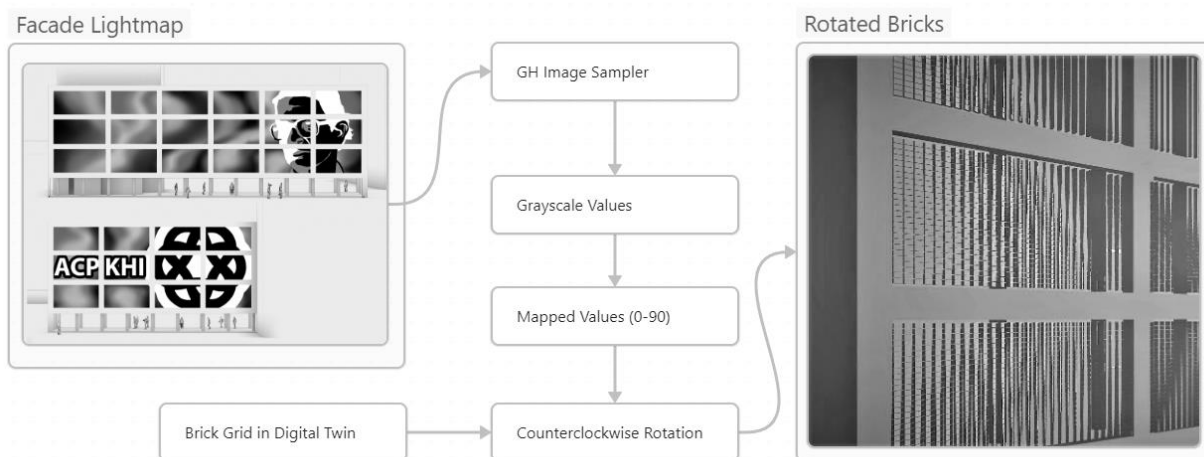 Facade Lightmap
Rotated Bricks
GH Image Sampler
Grayscale Values
ACP KHI
Mapped Values (0-90)
Brick Grid in Digital Twin
Counterclockwise Rotation